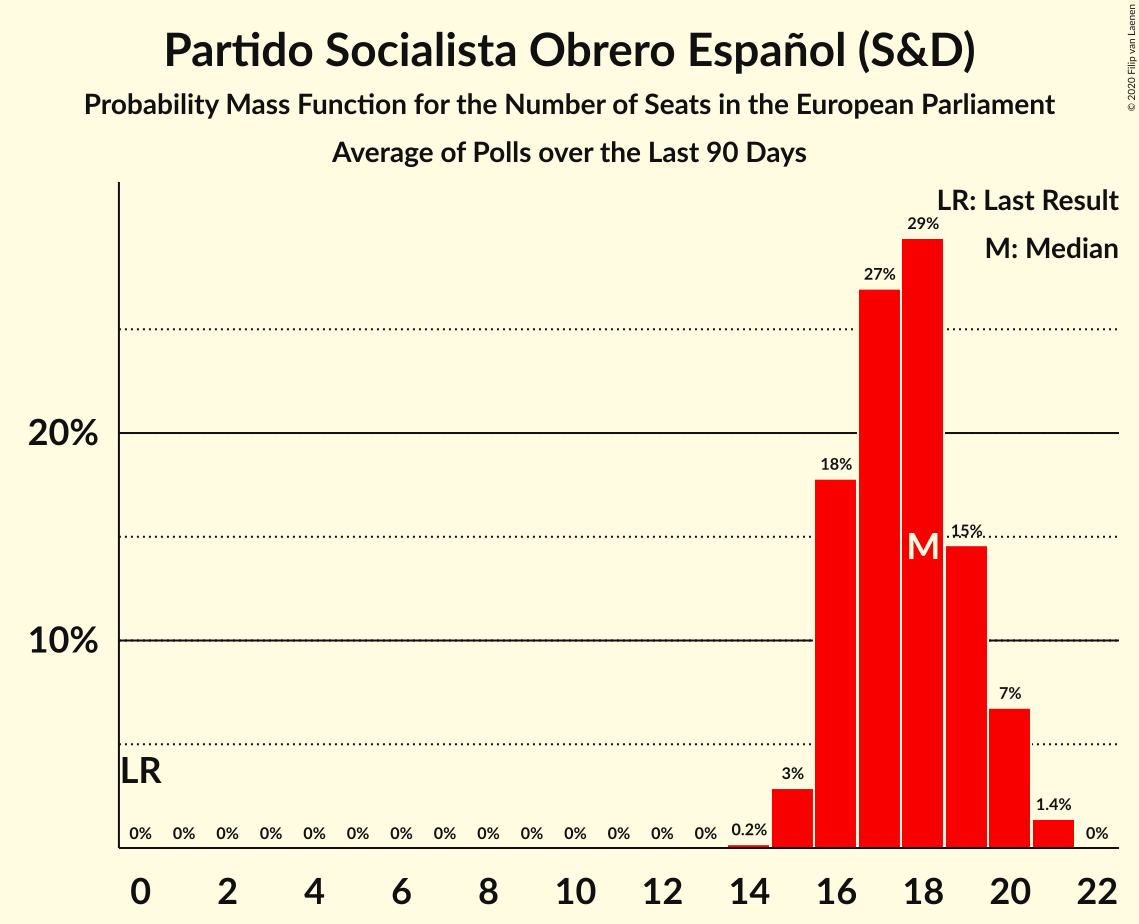 Partido Socialista Obrero Español (S&D)
Probability Mass Function for the Number of Seats in the European Parliament
Average of Polls over the Last 90 Days
© 2020 Filip van Laenen
LR: Last Result
M: Median
29%
27%
20%
18%
15%
M
10%
7%
LR
3%
1.4%
0% 0% 0% 0% 0% 0% 0% 0% 0% 0% 0% 0% 0% 0% 0.2% 0%
0 2 4 6 8 10 12 14 16 18 20 22